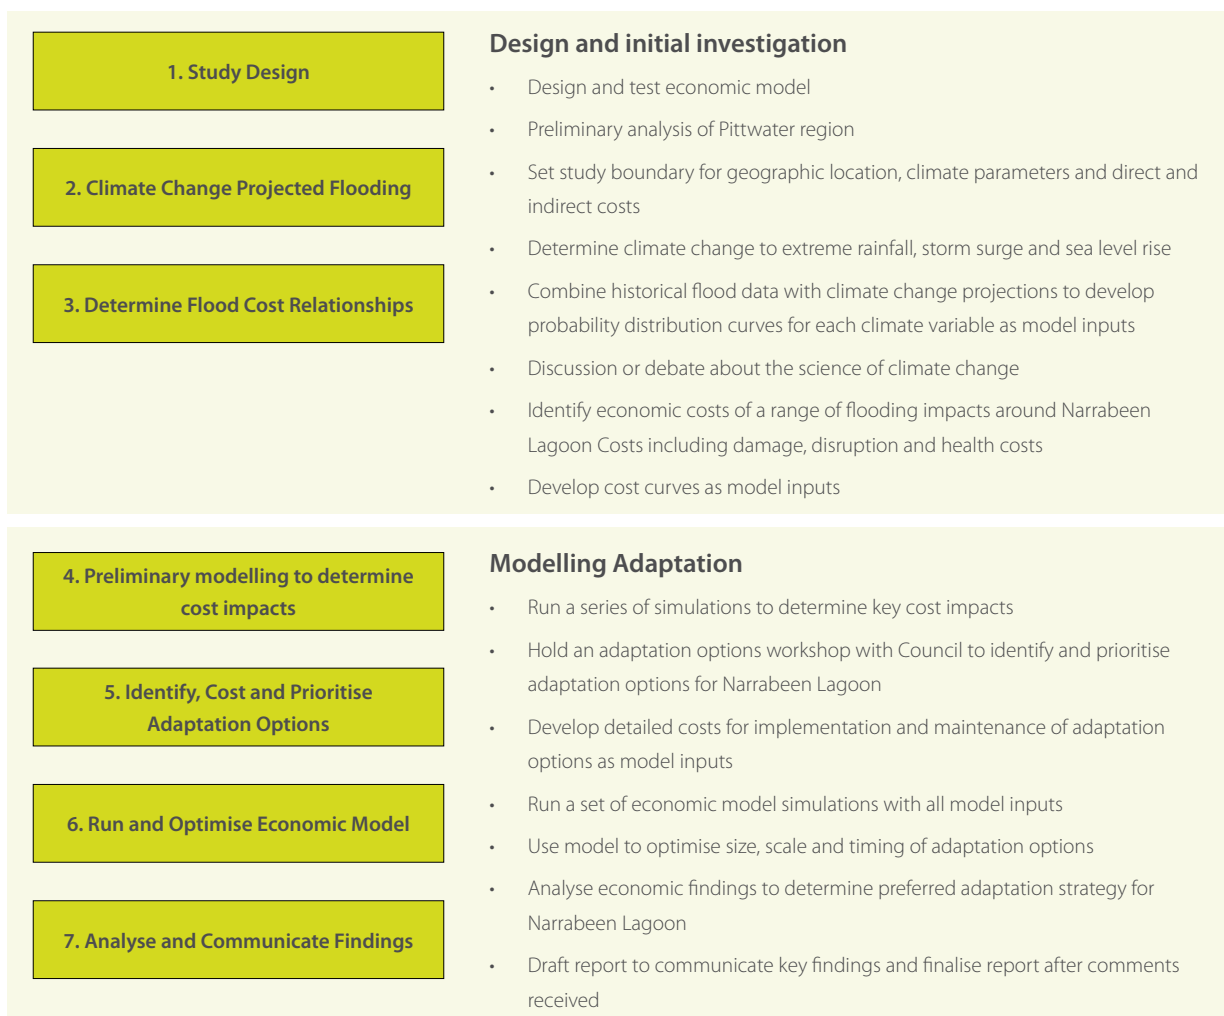 1. Study Design
2. Climate Change Projected Flooding
3. Determine Flood Cost Relationships
Design and initial investigation
• Design and test economic model
• Preliminary analysis of Pittwater region
• Set study boundary for geographic location, climate parameters and direct and
indirect costs
• Determine climate change to extreme rainfall, storm surge and sea level rise
• Combine historical flood data with climate change projections to develop
probability distribution curves for each climate variable as model inputs
• Discussion or debate about the science of climate change
• Identify economic costs of a range of flooding impacts around Narrabeen
Lagoon Costs including damage, disruption and health costs
• Develop cost curves as model inputs
4. Preliminary modelling to determine
cost impacts
5. Identify, Cost and Prioritise
Adaptation Options
6. Run and Optimise Economic Model
7. Analyse and Communicate Findings
Modelling Adaptation
• Run a series of simulations to determine key cost impacts
• Hold an adaptation options workshop with Council to identify and prioritise
adaptation options for Narrabeen Lagoon
• Develop detailed costs for implementation and maintenance of adaptation
options as model inputs
• Run a set of economic model simulations with all model inputs
• Use model to optimise size, scale and timing of adaptation options
• Analyse economic findings to determine preferred adaptation strategy for
Narrabeen Lagoon
• Draft report to communicate key findings and finalise report after comments
received